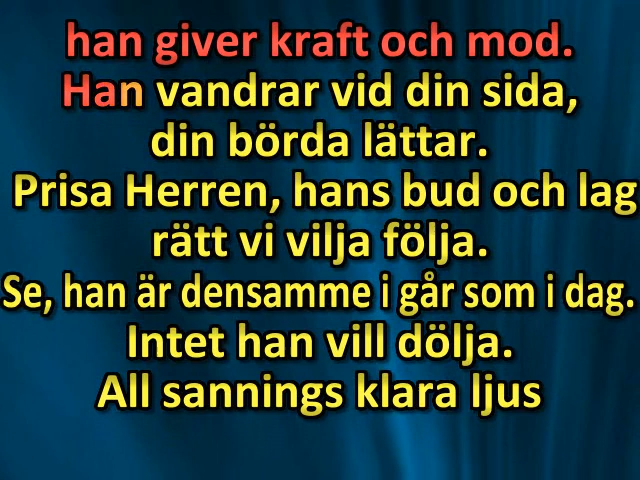 han giver kraft och mod.
Han vandrar vid din sida,
din börda lättar.
Prisa Herren, hans bud och lag
rätt vi vilja följa.
Se, han är densamme i går som i dag.
Intet han vill dölja.
All sannings klara ljus